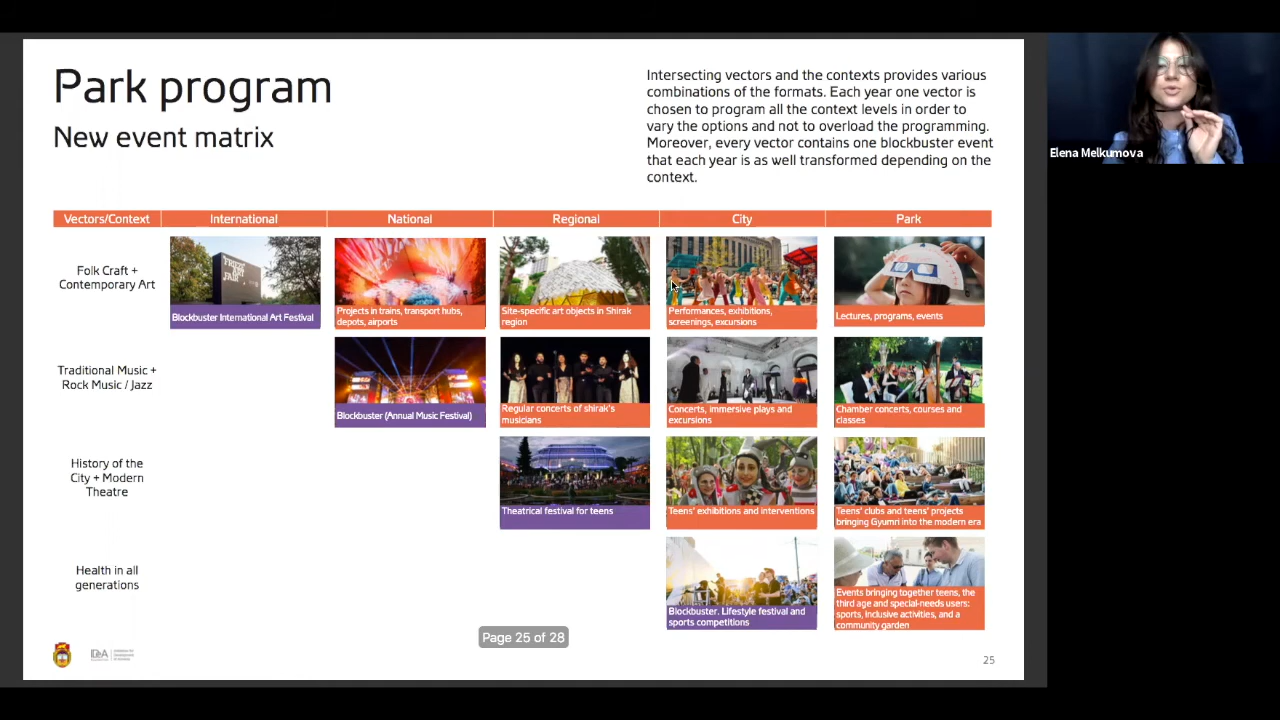 Park program
New event matrix
Intersecting vectors and the contexts provides various
combinations of the formats. Each year one vector is
chosen to program all the context levels in order to
vary the options and not to overload the programming.
Moreover, every vector contains one blockbuster event
that each year is as well transformed depending on the
context.
Elena Melkumova
Vectors/Context
International
National
Regional
City
Park
Folk Craft +
Contemporary Art
Blockbuster International Art Festival
Projects in trains, transport hubs,
depots, airports
Site-specific art objects in Shirak
region
Performances, exhibitions,
screenings, excursions
Lectures, programs, events
Traditional Music +
Rock Music / Jazz
Blockbuster (Annual Music Festival)
Regular concerts of shirak's
musicians
Concerts, immersive plays and
excursions
Chamber concerts, courses and
classes
History of the
City + Modern
Theatre
Theatrical festival for teens
Teens' exhibitions and interventions
Teens' clubs and teens' projects
bringing Gyumri into the modern era
Health in all
generations
Blockbuster. Lifestyle festival and
sports competitions
Events bringing together teens, the
third age and special-needs users:
sports, inclusive activities, and a
community garden
Page 25 of 28
IDeA
25